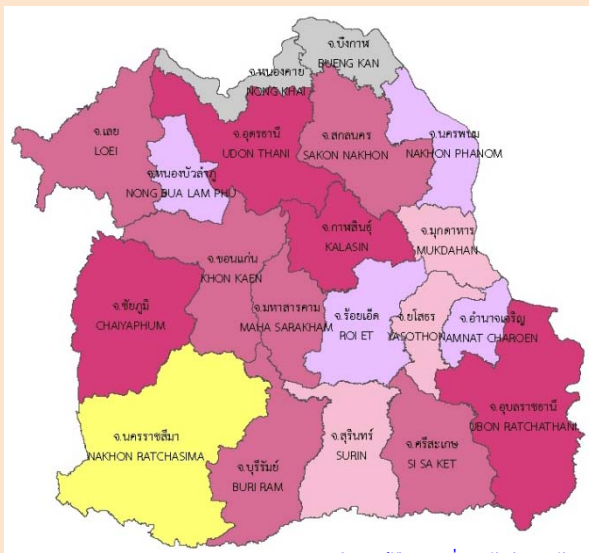 จ.บึงกาฬ
BUENG KAN
จ.หนองคาย
NONG KHAI
จ.เลย
LOEI
จ.อุดรธานี
UDON THANI
จ.สกลนคร
SAKON NAKHON
จ.นครพนม
NAKHON PHANOM
จ.หนองบัวลำภู
NONG BUA LAM PHU
จ.กาฬสินธุ์
KALASIN
จ.มุกดาหาร
MUKDAHAN
จ.ขอนแก่น
KHON KAEN
จ.ชัยภูมิ
CHAIYAPHUM
จ.มหาสารคาม
MAHA SARAKHAM
จ.ร้อยเอ็ด
ROI ET
จ.ยโสธร
YASOTHON
จ.อำนาจเจริญ
AMNAT CHAROEN
จ.อุบลราชธานี
UBON RATCHATHANI
จ.นครราชสีมา
NAKHON RATCHASIMA
จ.บุรีรัมย์
BURI RAM
จ.สุรินทร์
SURIN
จ.ศรีสะเกษ
SI SA KET